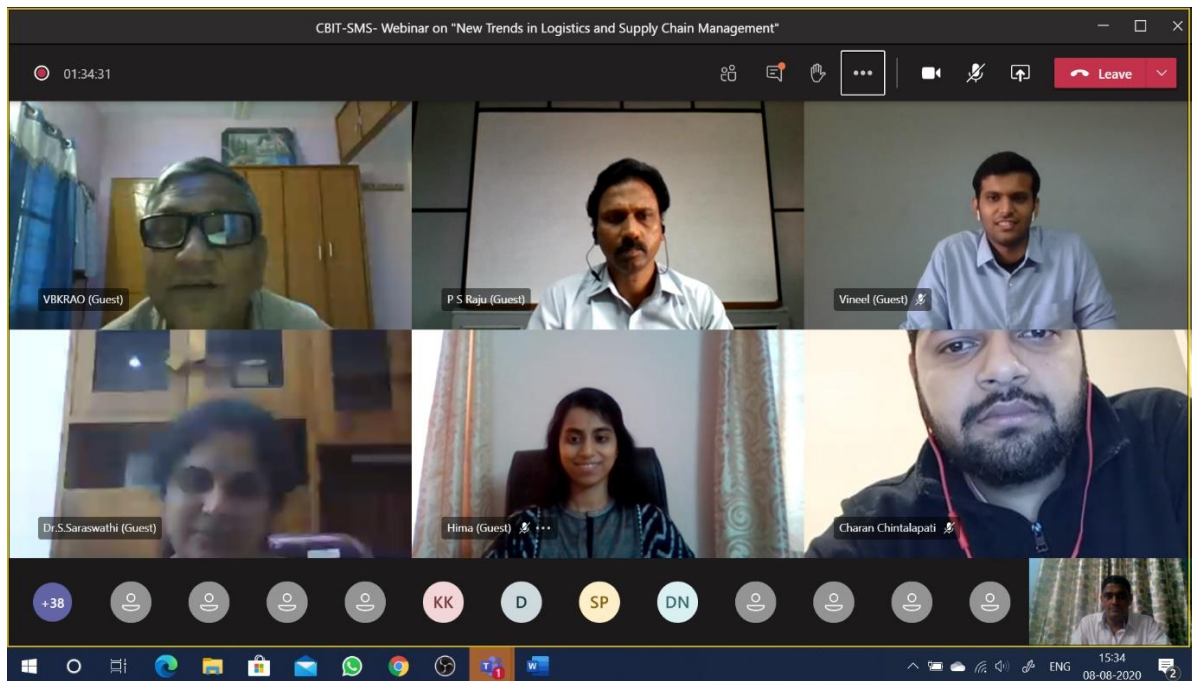 CBIT-SMS- Webinar on "New Trends in Logistics and Supply Chain Management"
01:34:31
Leave
VBKRAO (Guest)
P S Raju (Guest)
Vineel (Guest)
Dr.S.Saraswathi (Guest)
Hima (Guest)
Charan Chintalapati
+38
KK
D
SP
DN
1
W
ENG
15:34
08-08-2020
2